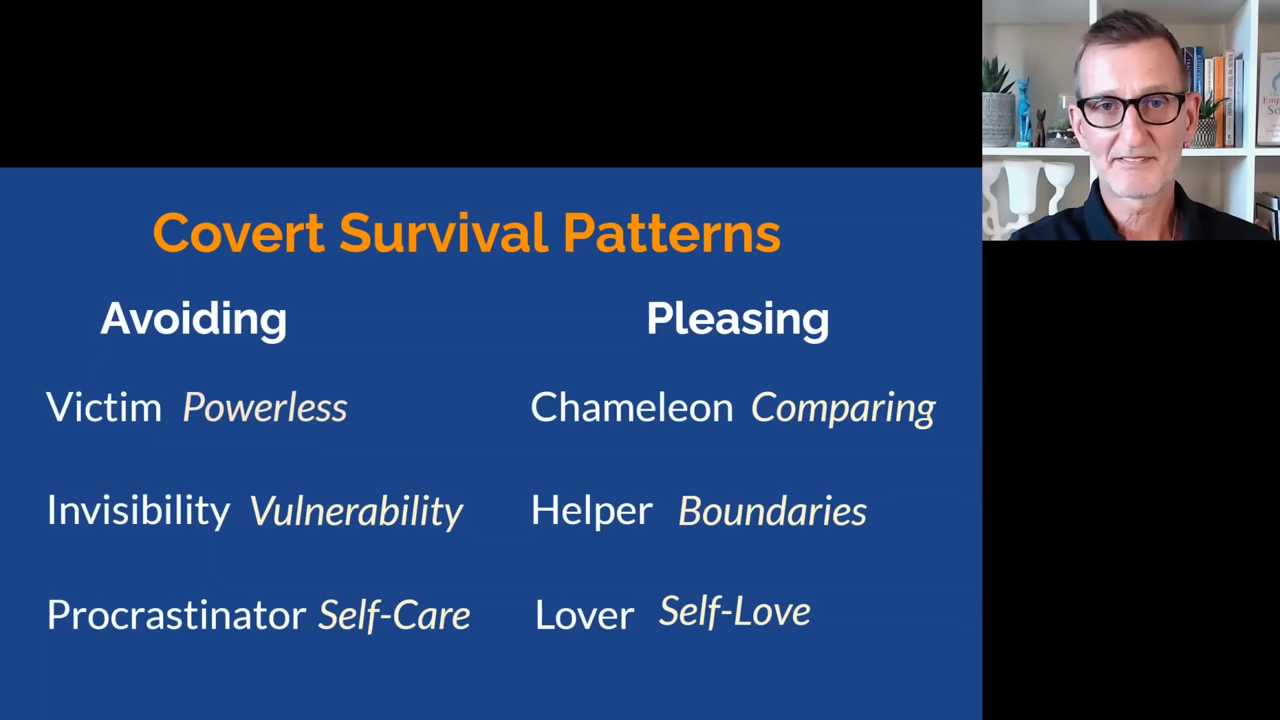 Covert Survival Patterns
Avoiding
Pleasing
Victim Powerless
Chameleon Comparing
Invisibility Vulnerability
Helper Boundaries
Procrastinator Self-Care
Lover Self-Love